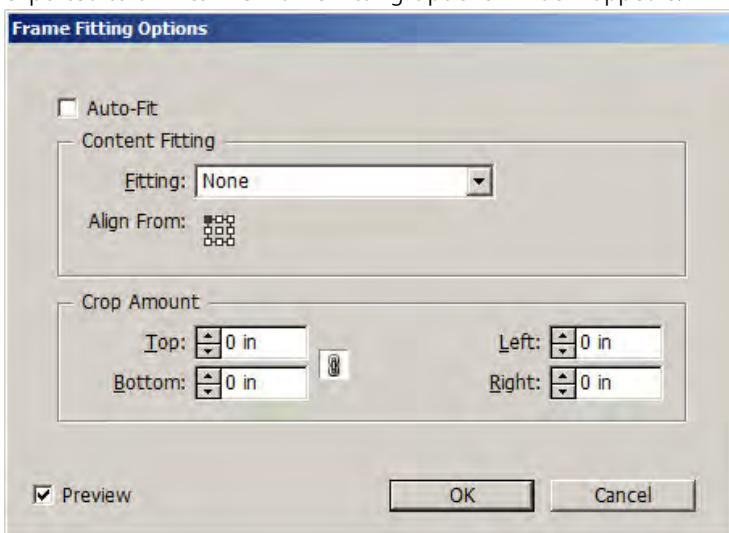 Frame Fitting Options
Auto-Fit
Content Fitting
Fitting: None
Align From:
Crop Amount
Top: 0 in Left: 0 in
Bottom: 0 in Right: 0 in
Preview OK Cancel